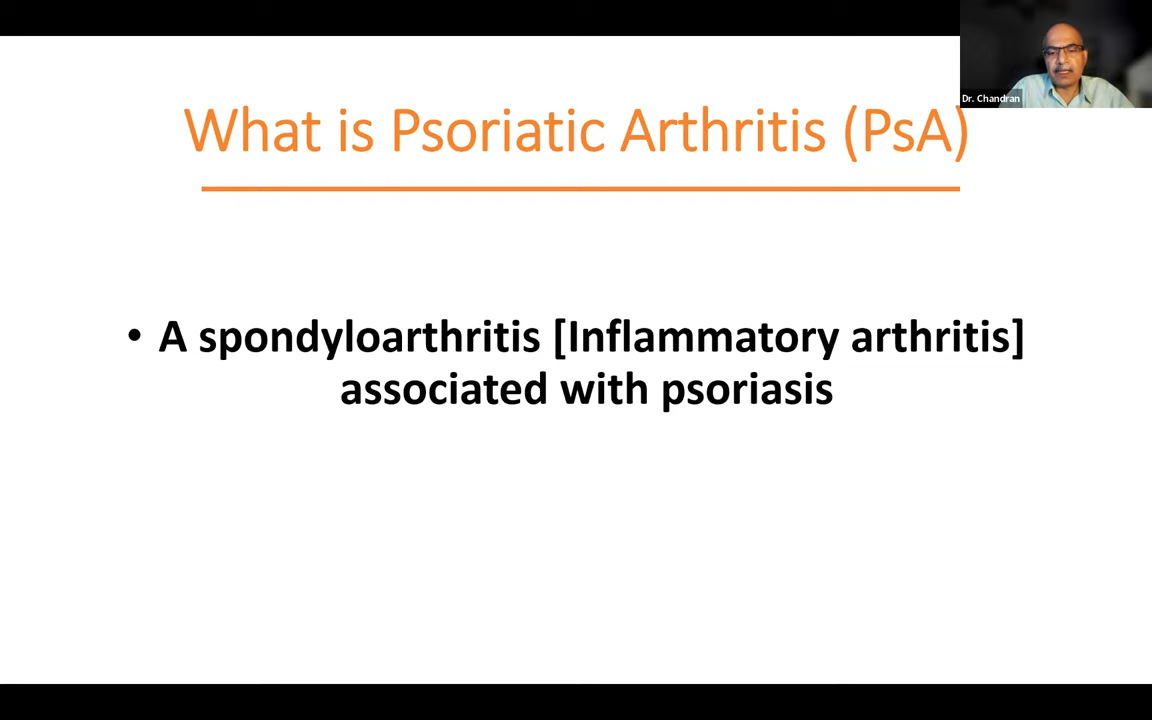 Dr. Chandran
What is Psoriatic Arthritis (PsA)
• A spondyloarthritis [Inflammatory arthritis]
associated with psoriasis